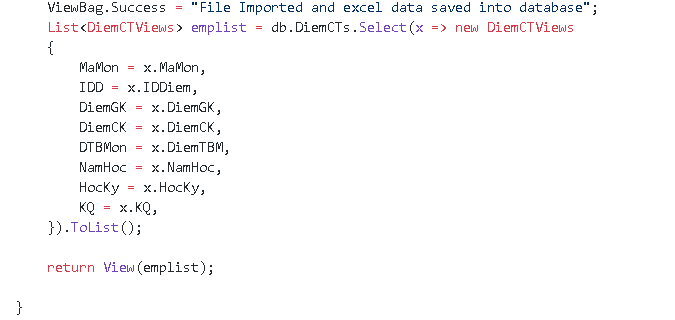 ViewBag.Success = "File Imported and excel data saved into database";
List<DiemCTViews> emplist = db.DiemCTs.Select(x => new DiemCTViews
{
MaMon = x.MaMon,
IDD = x.IDDiem,
DiemGK = x.DiemGK,
DiemCK = x.DiemCK,
DTBMon = x.DiemTBM,
NamHoc = x.NamHoc,
HocKy = x.HocKy,
KQ = x.KQ,
}).ToList();
return View(emplist);
}